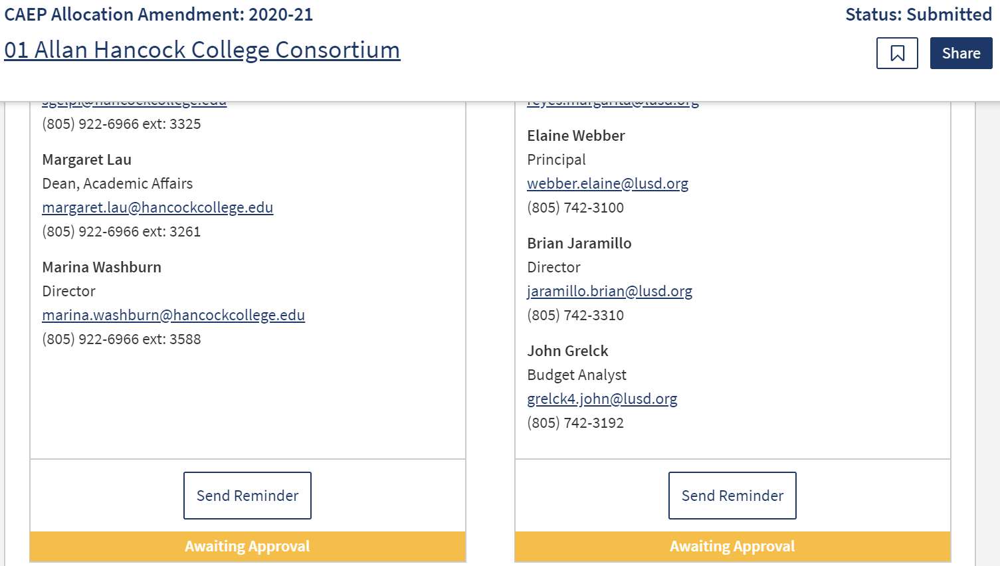 CAEP Allocation Amendment: 2020-21
Status: Submitted
01 Allan Hancock College Consortium
Share
(805) 922-6966 ext: 3325
Margaret Lau
Dean, Academic Affairs
margaret.lau@hancockcollege.edu
(805) 922-6966 ext: 3261
Marina Washburn
Director
marina.washburn@hancockcollege.edu
(805) 922-6966 ext: 3588
Send Reminder
Awaiting Approval
reyes.margarita@lusd.org
Elaine Webber
Principal
webber.elaine@lusd.org
(805) 742-3100
Brian Jaramillo
Director
jaramillo.brian@lusd.org
(805) 742-3310
John Grelck
Budget Analyst
grelck4.john@lusd.org
(805) 742-3192
Send Reminder
Awaiting Approval